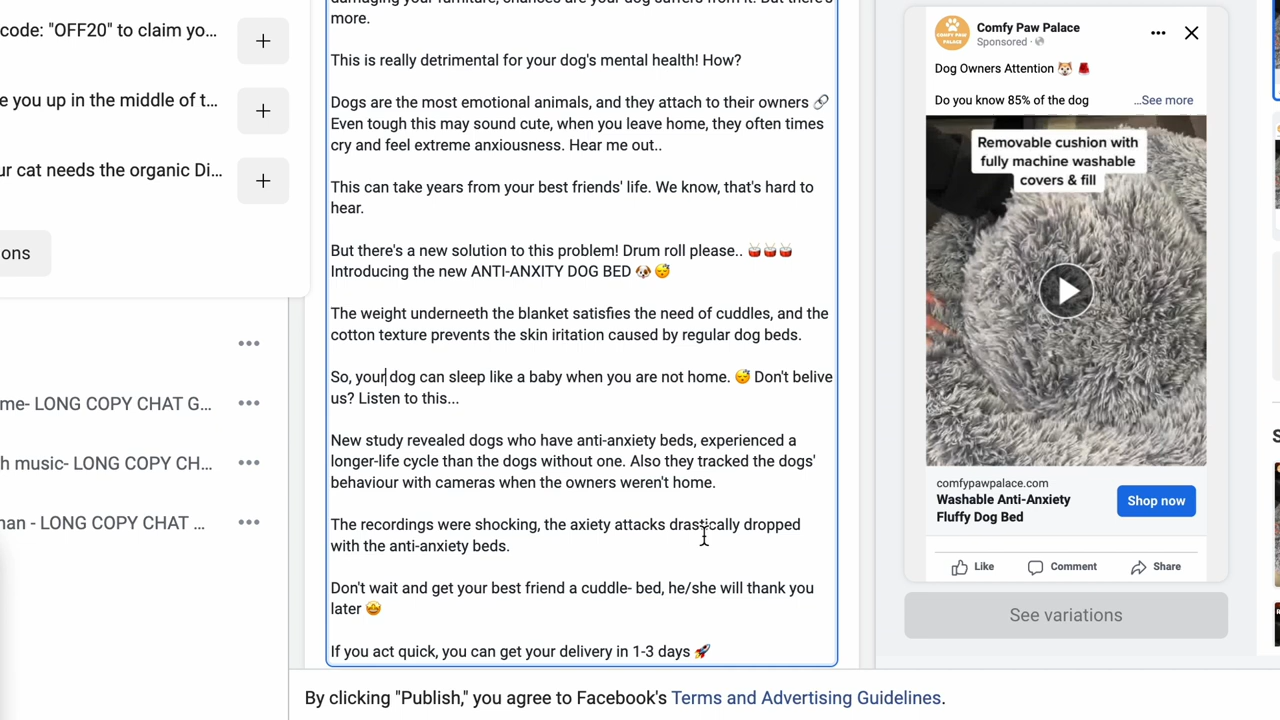 code: "OFF20" to claim yo...
e you up in the middle of t...
ur cat needs the organic Di...
ons
me- LONG COPY CHAT G...
h music- LONG COPY CH...
nan - LONG COPY CHAT ...
damaging your furniture, chances are your dog suffers from it. But there's
more.
This is really detrimental for your dog's mental health! How?
Dogs are the most emotional animals, and they attach to their owners 🔗
Even tough this may sound cute, when you leave home, they often times
cry and feel extreme anxiousness. Hear me out..
This can take years from your best friends' life. We know, that's hard to
hear.
But there's a new solution to this problem! Drum roll please.. 🥁🥁🥁
Introducing the new ANTI-ANXITY DOG BED 🐶😴
The weight underneeth the blanket satisfies the need of cuddles, and the
cotton texture prevents the skin iritation caused by regular dog beds.
So, your dog can sleep like a baby when you are not home. 😴 Don't belive
us? Listen to this...
New study revealed dogs who have anti-anxiety beds, experienced a
longer-life cycle than the dogs without one. Also they tracked the dogs'
behaviour with cameras when the owners weren't home.
The recordings were shocking, the axiety attacks drastically dropped
with the anti-anxiety beds.
Don't wait and get your best friend a cuddle- bed, he/she will thank you
later 🤩
If you act quick, you can get your delivery in 1-3 days 🚀
By clicking "Publish," you agree to Facebook's Terms and Advertising Guidelines.
COMFY PAW
PALACE
Comfy Paw Palace
Sponsored ·
Dog Owners Attention 🐕
Do you know 85% of the dog ...See more
Removable cushion with
fully machine washable
covers & fill
comfypawpalace.com
Washable Anti-Anxiety
Fluffy Dog Bed
Shop now
Like Comment Share
See variations